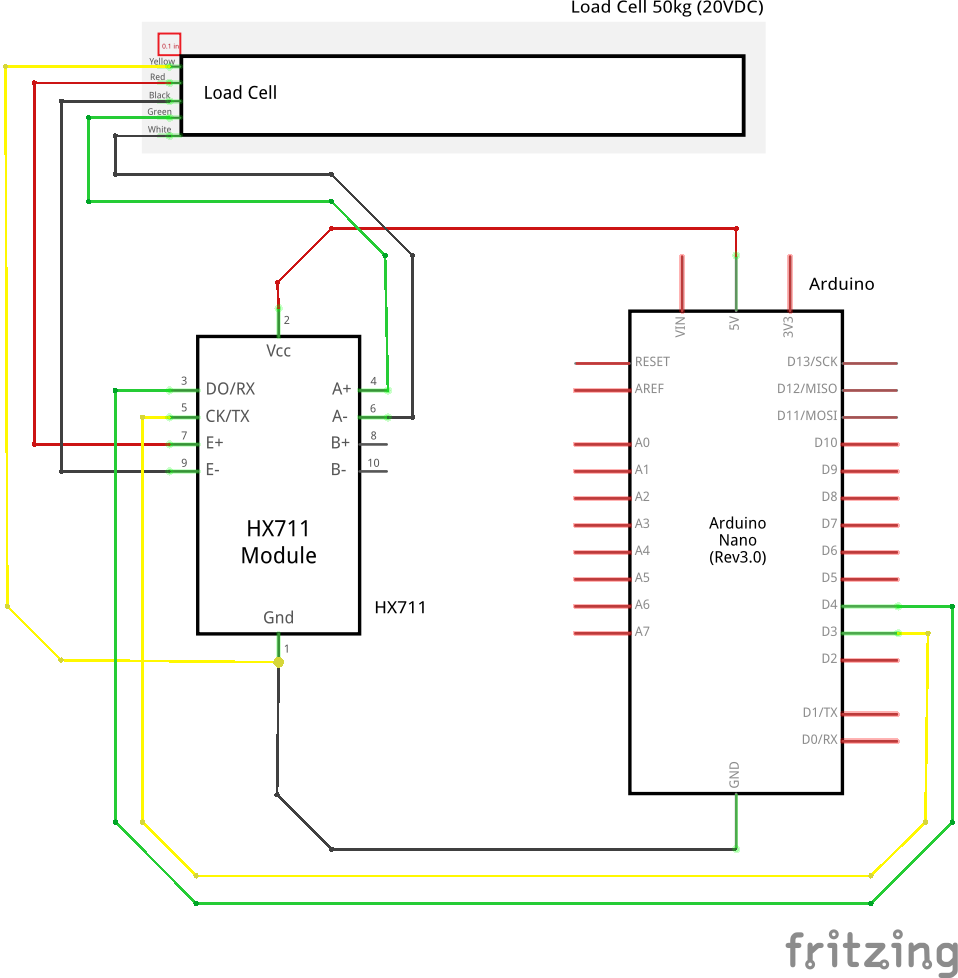 Load Cell 50kg (20VDC)
0.1 in
Yellow
Red
Black
Green
White
Load Cell
2
Vcc
3
DO/RX
5
CK/TX
7
E+
9
E-
A+
4
A-
6
B+
8
B-
10
HX711
Module
HX711
Gnd
1
Arduino
VIN
5V
3V3
RESET
AREF
A0
A1
A2
A3
A4
A5
A6
A7
D13/SCK
D12/MISO
D11/MOSI
D10
D9
D8
D7
D6
D5
D4
D3
D2
D1/TX
D0/RX
Arduino
Nano
(Rev3.0)
GND
fritzing